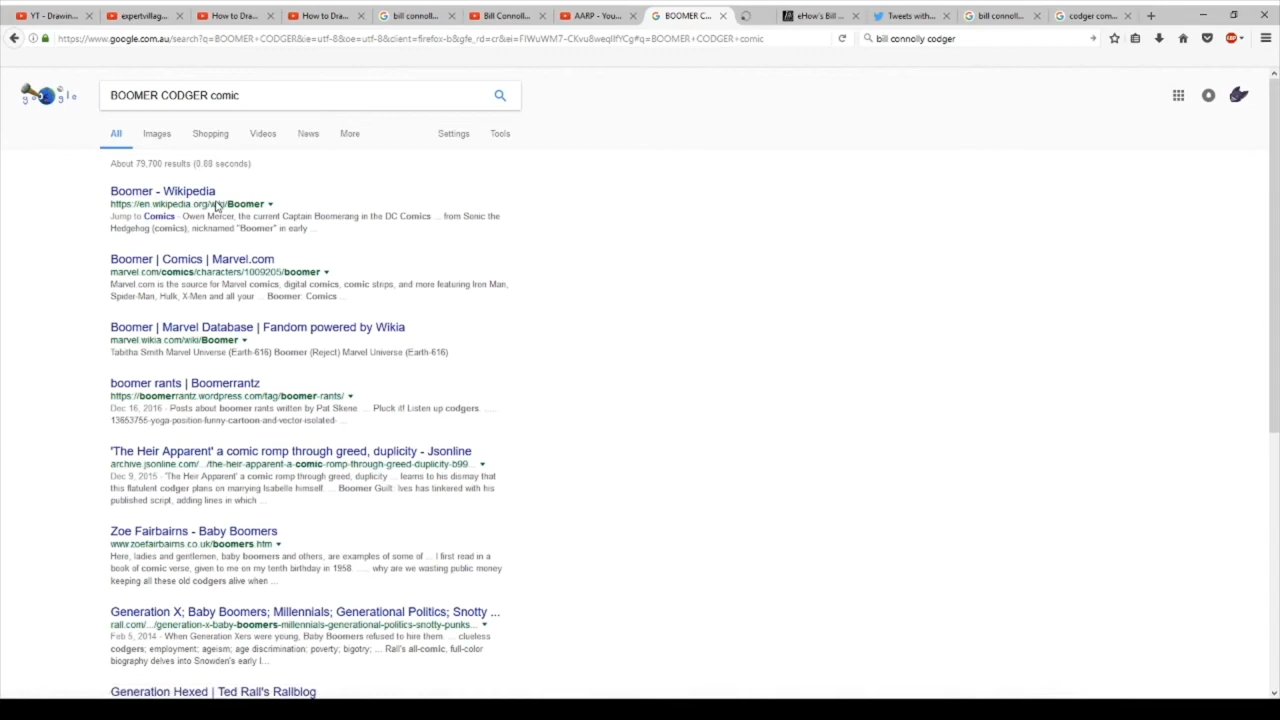 YT - Drawin...
expertvillag...
How to Dra...
How to Dra...
bill connoll...
Bill Connoll...
AARP - You...
BOOMER C...
eHow's Bill ...
Tweets with...
bill connoll...
codger com...
https://www.google.com.au/search?q=BOOMER+CODGER&ie=utf-8&oe=utf-8&client=firefox-b&gfe_rd=cr&ei=
bill connolly codger
BOOMER CODGER comic
All
Images
Shopping
Videos
News
More
Settings
Tools
About 79,700 results (0.88 seconds)
Boomer - Wikipedia
https://en.wikipedia.org/wiki/Boomer
Jump to Comics - Owen Mercer, the current Captain Boomerang in the DC Comics ... from Sonic the
Hedgehog (comics), nicknamed "Boomer" in early ...
Boomer | Comics | Marvel.com
marvel.com/comics/characters/1009205/boomer
Marvel.com is the source for Marvel comics, digital comics, comic strips, and more featuring Iron Man,
Spider-Man, Hulk, X-Men and all your ... Boomer: Comics ...
Boomer | Marvel Database | Fandom powered by Wikia
marvel.wikia.com/wiki/Boomer
Tabitha Smith Marvel Universe (Earth-616) Boomer (Reject) Marvel Universe (Earth-616)
boomer rants | Boomerrantz
https://boomerrantz.wordpress.com/tag/boomer-rants/
Dec 16, 2016 - Posts about boomer rants written by Pat Skene. ... Pluck it! Listen up codgers. ....
13653755-yoga-position-funny-cartoon-and-vector-isolated- ...
'The Heir Apparent' a comic romp through greed, duplicity - Jsonline
archive.jsonline.com/.../the-heir-apparent-a-comic-romp-through-greed-duplicity-b99...
Dec 9, 2015 - 'The Heir Apparent' a comic romp through greed, duplicity ... learns to his dismay that
this flatulent codger plans on marrying Isabelle himself. ... Boomer Guilt: Ives has tinkered with his
published script, adding lines in which ...
Zoe Fairbairns - Baby Boomers
www.zoefairbairns.co.uk/boomers.htm
Here, ladies and gentlemen, baby boomers and others, are examples of some of ... I first read in a
book of comic verse, given to me on my tenth birthday in 1958. .... why are we wasting public money
keeping all these old codgers alive when ...
Generation X; Baby Boomers; Millennials; Generational Politics; Snotty ...
rall.com/.../generation-x-baby-boomers-millennials-generational-politics-snotty-punks...
Feb 5, 2014 - When Generation Xers were young, Baby Boomers refused to hire them. ... clueless
codgers; employment; ageism; age discrimination; poverty; bigotry; ... Rall's all-comic, full-color
biography delves into Snowden's early l...
Generation Hexed | Ted Rall's Rallblog